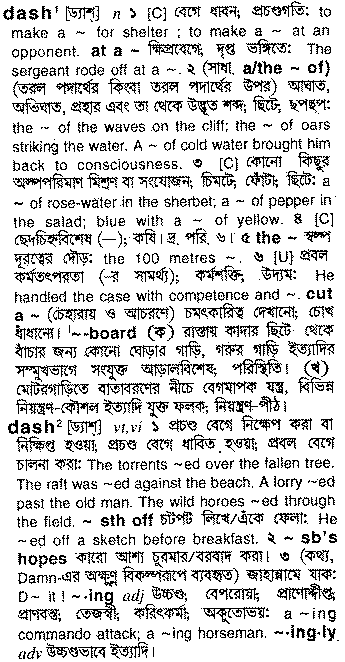 dash¹ [ড্যাশ্] n ১ [C] বেগে ধাবন; প্রচণ্ডগতি: to
make a ~ for shelter ; to make a ~ at an
opponent. at a ~ ক্ষিপ্রবেগে; দৃপ্ত ভঙ্গিতে: The
sergeant rode off at a ~. ২ (সাধা. a/the ~ of)
(তরল পদার্থের কিংবা তরল পদার্থের উপর) আঘাত,
অভিঘাত, প্রহার এবং তা থেকে উদ্ভূত শব্দ; ছিটে; ছপছপ:
the ~ of the waves on the cliff; the ~ of oars
striking the water. A ~ of cold water brought him
back to consciousness. ৩ [C] কোনো কিছুর
অল্পপরিমাণ মিশ্রণ বা সংযোজন; চিমটে; ফোঁটা; ছিটে: a
~ of rose-water in the sherbet; a ~ of pepper in
the salad; blue with a ~ of yellow. ৪ [C]
ছেদচিহ্নবিশেষ (—); কষি। দ্র. পরি. ৬। ৫ the ~ স্বল্প
দূরত্বের দৌড়: the 100 metres ~. ৬ [U] প্রবল
কর্মতৎপরতা (-র সামর্থ্য); কর্মশক্তি; উদ্যম: He
handled the case with competence and ~. cut
a ~ (চেহারায় ও আচরণে) চমৎকারিত্ব দেখানো; চোখ
ধাধাঁনো। '~-board (ক) রাস্তায় কাদার ছিটে থেকে
বাঁচার জন্য কোনো ঘোড়ার গাড়ি, গরুর গাড়ি ইত্যাদির
সম্মুখভাগে সংযুক্ত আড়ালবিশেষ; পরিস্থিতি। (খ)
মোটরগাড়িতে বাতাবরণের নীচে বেগমাপক যন্ত্র, বিভিন্ন
নিয়ন্ত্রণ-কৌশল ইত্যাদি যুক্ত ফলক; নিয়ন্ত্রণ-পীঠ।
dash² [ড্যাশ্] vt,vi ১ প্রচণ্ড বেগে নিক্ষেপ করা বা
নিক্ষিপ্ত হওয়া; প্রচণ্ড বেগে ধাবিত হওয়া; প্রবল বেগে
চালনা করা: The torrents ~ed over the fallen tree.
The raft was ~ed against the beach. A lorry ~ed
past the old man. The wild horoes ~ed through
the field. ~ sth off চটপট লিখে/এঁকে ফেলা: He
~ed off a sketch before breakfast. ২ ~ sb's
hopes কারো আশা চুরমার/বরবাদ করা। ৩ (কথ্য,
Damn-এর অক্ষুণ্ণ বিকল্পরূপে ব্যবহৃত) জাহান্নামে যাক:
D~ it ! ~·ing adj উচ্চণ্ড, বেপরোয়া; প্রাণোদ্দীপ্ত;
প্রাণবন্ত; তেজস্বী; করিৎকর্মা; অকুতোভয়: a ~ing
commando attack; a ~ing horseman. ~·ing·ly
adv উচ্চণ্ডভাবে ইত্যাদি।